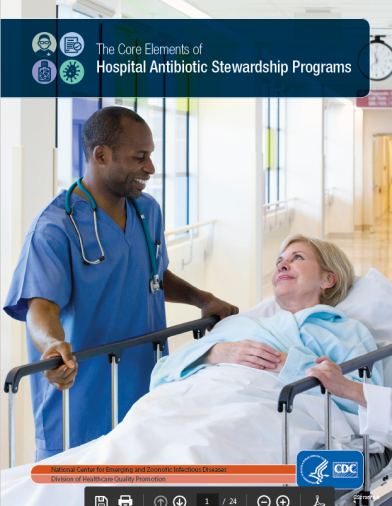 The Core Elements of
Hospital Antibiotic Stewardship Programs
CDC
National Center for Emerging and Zoonotic Infectious Diseases
Division of Healthcare Quality Promotion
1 / 24